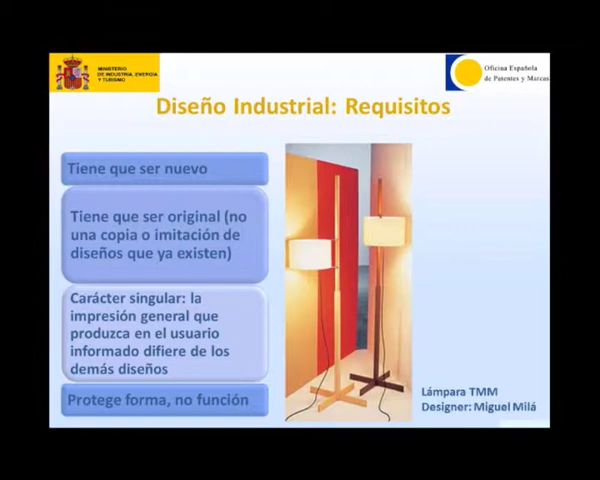 MINISTERIO
DE INDUSTRIA, ENERGÍA
Y TURISMO
Oficina Española
de Patentes y Marcas
Diseño Industrial: Requisitos
Tiene que ser nuevo
Tiene que ser original (no
una copia o imitación de
diseños que ya existen)
Carácter singular: la
impresión general que
produzca en el usuario
informado difiere de los
demás diseños
Protege forma, no función
Lámpara TMM
Designer: Miguel Milá